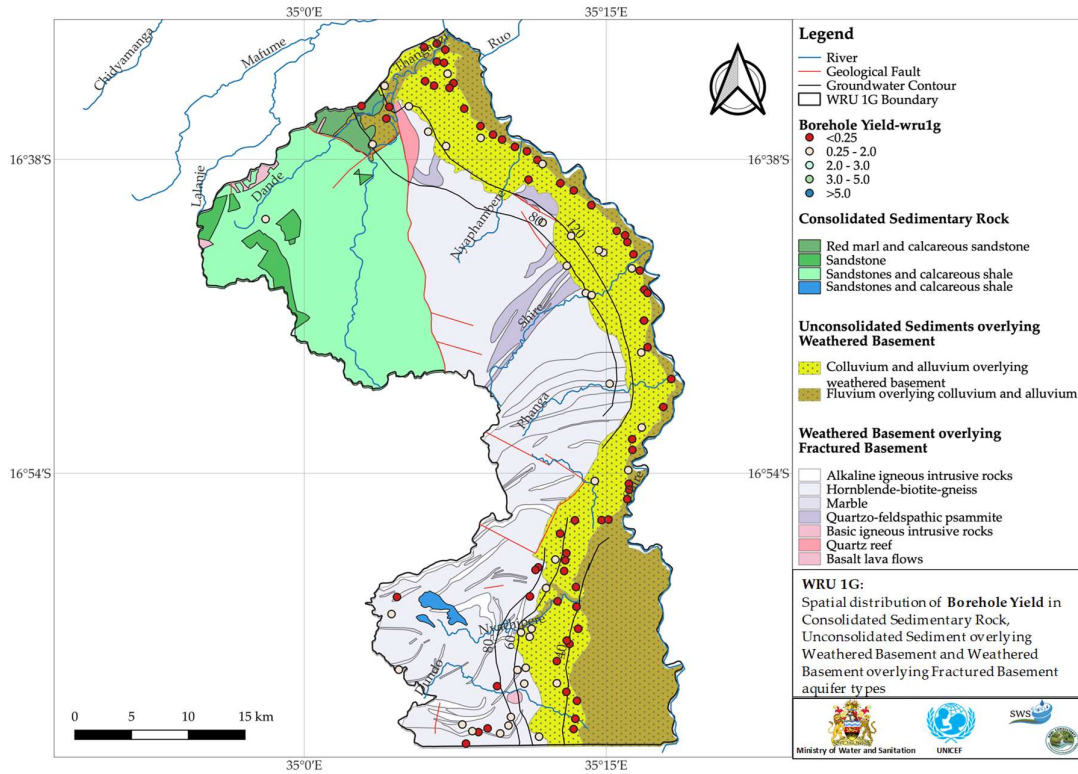 35°0'E
35°15'E
Chidyamanga
Mafume
Thangadzi
Ruo
16°38'S
16°38'S
Lalanje
Dande
Nyaphambere
80
120
Shire
Phanga
16°54'S
16°54'S
80
60
40
Dundo
0 5 10 15 km
35°0'E
35°15'E
Legend
River
Geological Fault
Groundwater Contour
WRU 1G Boundary
Borehole Yield-wru1g
<0.25
0.25 - 2.0
2.0 - 3.0
3.0 - 5.0
>5.0
Consolidated Sedimentary Rock
Red marl and calcareous sandstone
Sandstone
Sandstones and calcareous shale
Sandstones and calcareous shale
Unconsolidated Sediments overlying
Weathered Basement
Colluvium and alluvium overlying
weathered basement
Fluvium overlying colluvium and alluvium
Weathered Basement overlying
Fractured Basement
Alkaline igneous intrusive rocks
Hornblende-biotite-gneiss
Marble
Quartzo-feldspathic psammite
Basic igneous intrusive rocks
Quartz reef
Basalt lava flows
WRU 1G:
Spatial distribution of Borehole Yield in
Consolidated Sedimentary Rock,
Unconsolidated Sediment overlying
Weathered Basement and Weathered
Basement overlying Fractured Basement
aquifer types
Ministry of Water and Sanitation
UNICEF
SWS